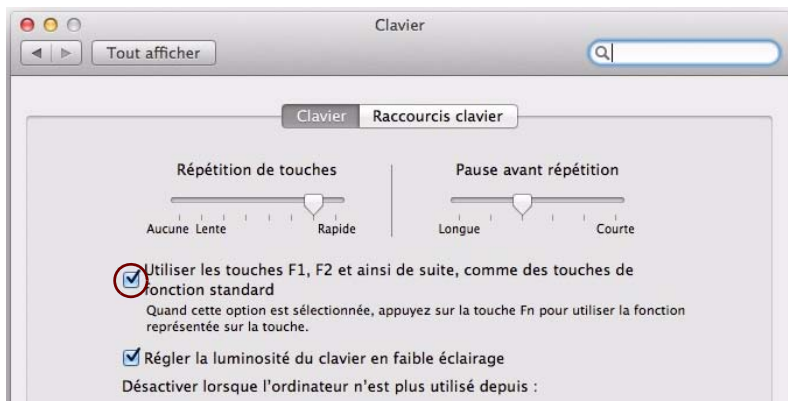 Clavier
Tout afficher
Clavier Raccourcis clavier
Répétition de touches Pause avant répétition
Aucune Lente Rapide Longue Courte
Utiliser les touches F1, F2 et ainsi de suite, comme des touches de
fonction standard
Quand cette option est sélectionnée, appuyez sur la touche Fn pour utiliser la fonction
représentée sur la touche.
Régler la luminosité du clavier en faible éclairage
Désactiver lorsque l'ordinateur n'est plus utilisé depuis :